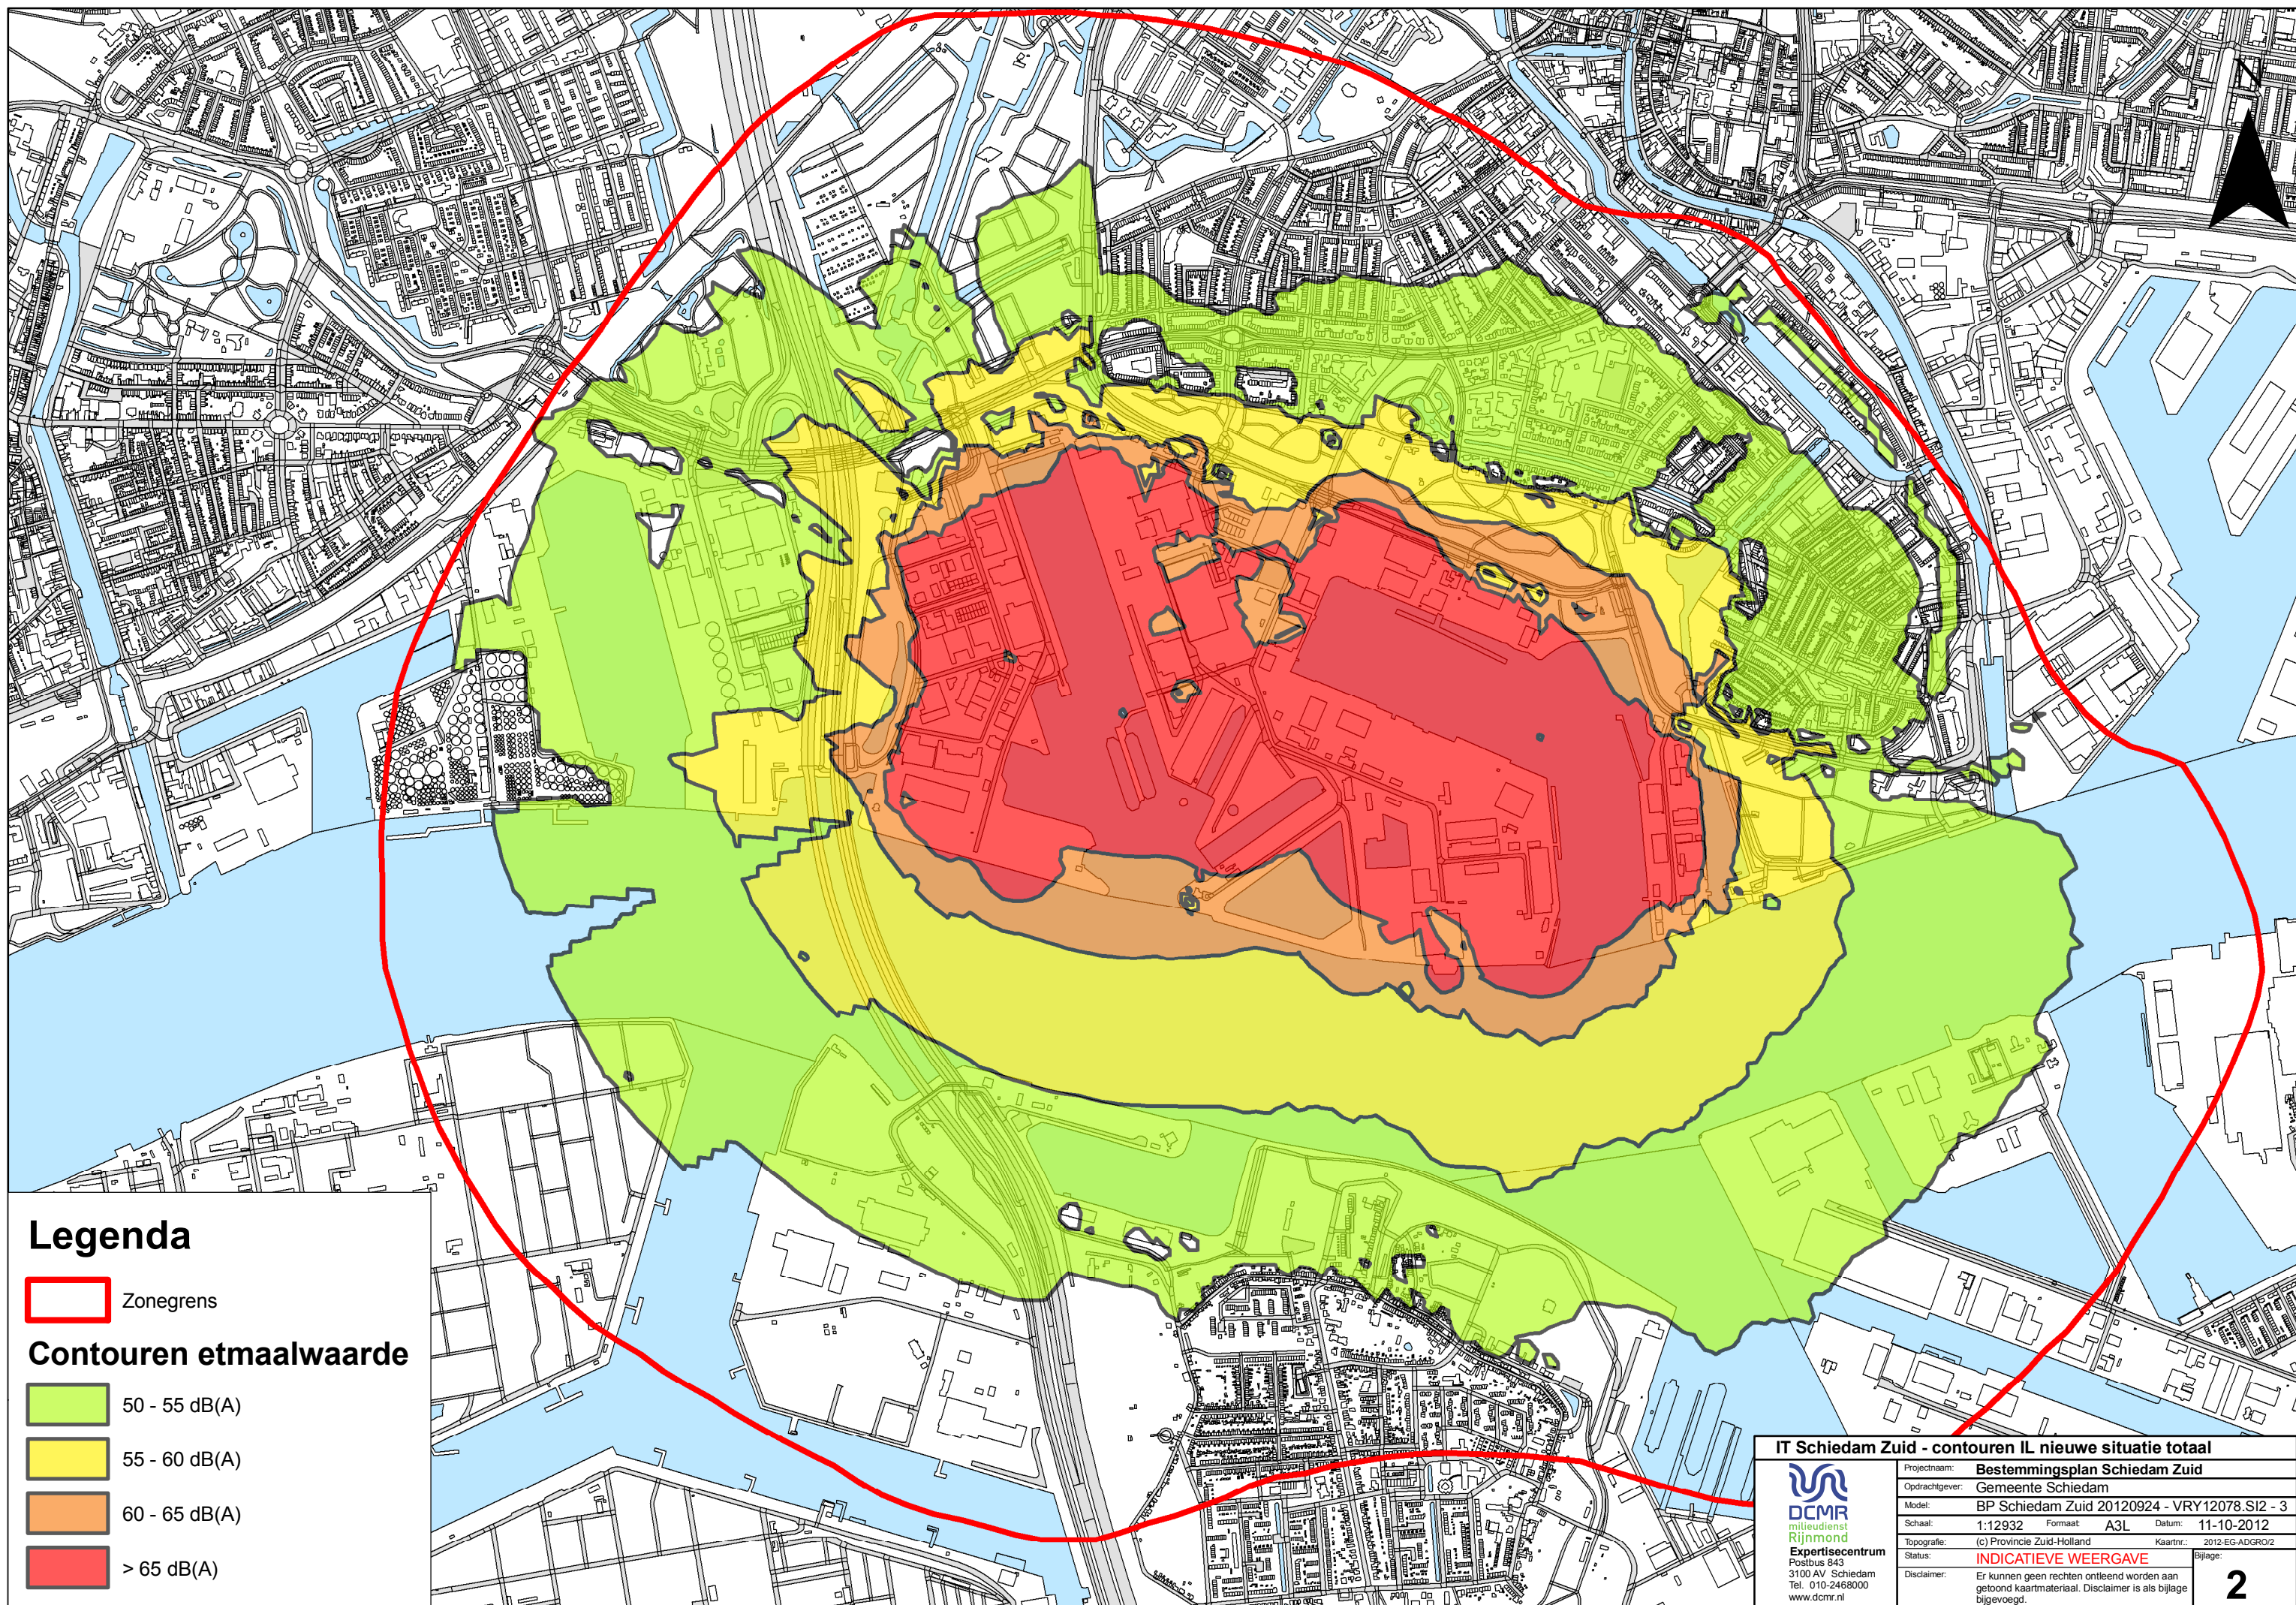 N
Legenda
Zonegrens
Contouren etmaalwaarde
50 - 55 dB(A)
55 - 60 dB(A)
60 - 65 dB(A)
> 65 dB(A)
IT Schiedam Zuid - contouren IL nieuwe situatie totaal
DCMR
milieudienst
Rijnmond
Expertisecentrum
Postbus 843
3100 AV Schiedam
Tel. 010-2468000
www.dcmr.nl
Projectnaam: Bestemmingsplan Schiedam Zuid
Opdrachtgever: Gemeente Schiedam
Model: BP Schiedam Zuid 20120924 - VRY12078.SI2 - 3
Schaal: 1:12932 Formaat: A3L Datum: 11-10-2012
Topografie: (c) Provincie Zuid-Holland Kaartnr.: 2012-EG-ADGRO/2
Status: INDICATIEVE WEERGAVE
Disclaimer: Er kunnen geen rechten ontleend worden aan
getoond kaartmateriaal. Disclaimer is als bijlage
bijgevoegd.
Bijlage:
2